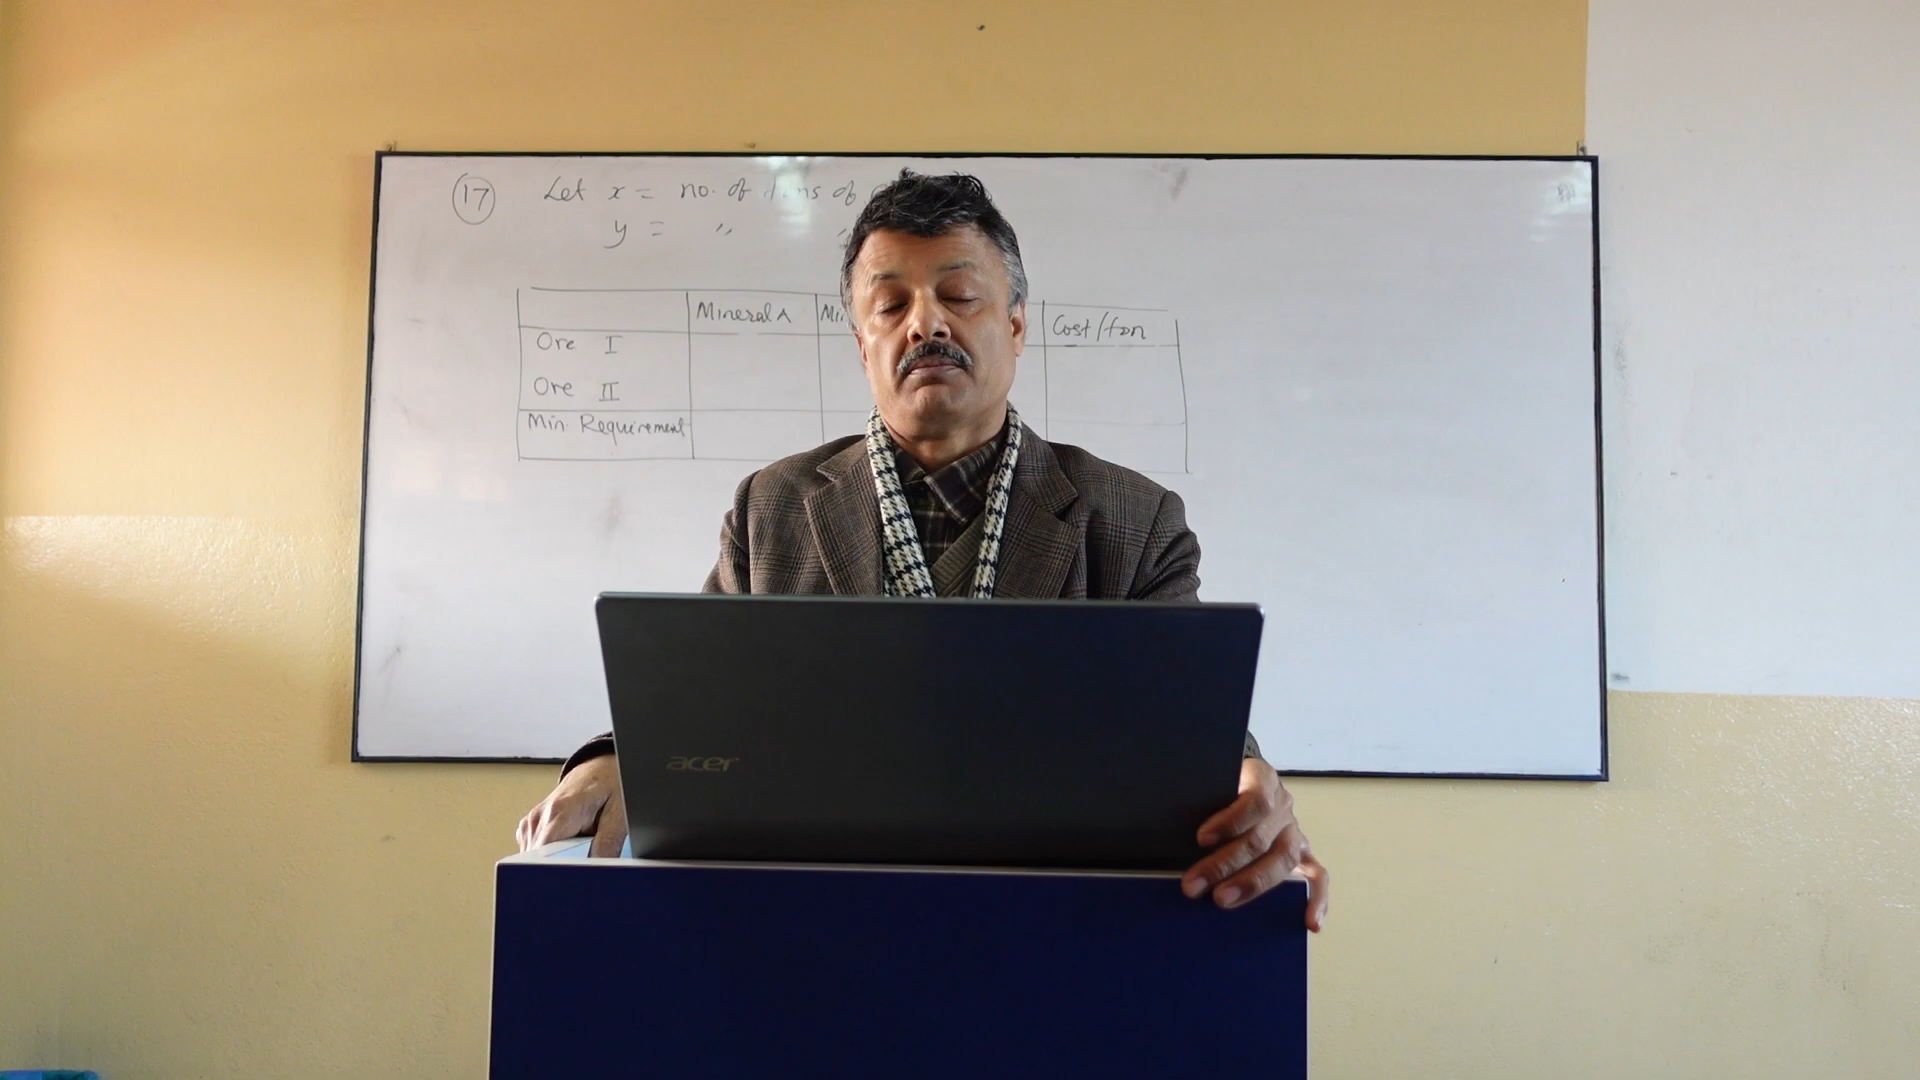 17 Let x = no. of tons of
y = " "
Mineral A Cost/ton
Ore I
Ore II
Min. Requirement
acer